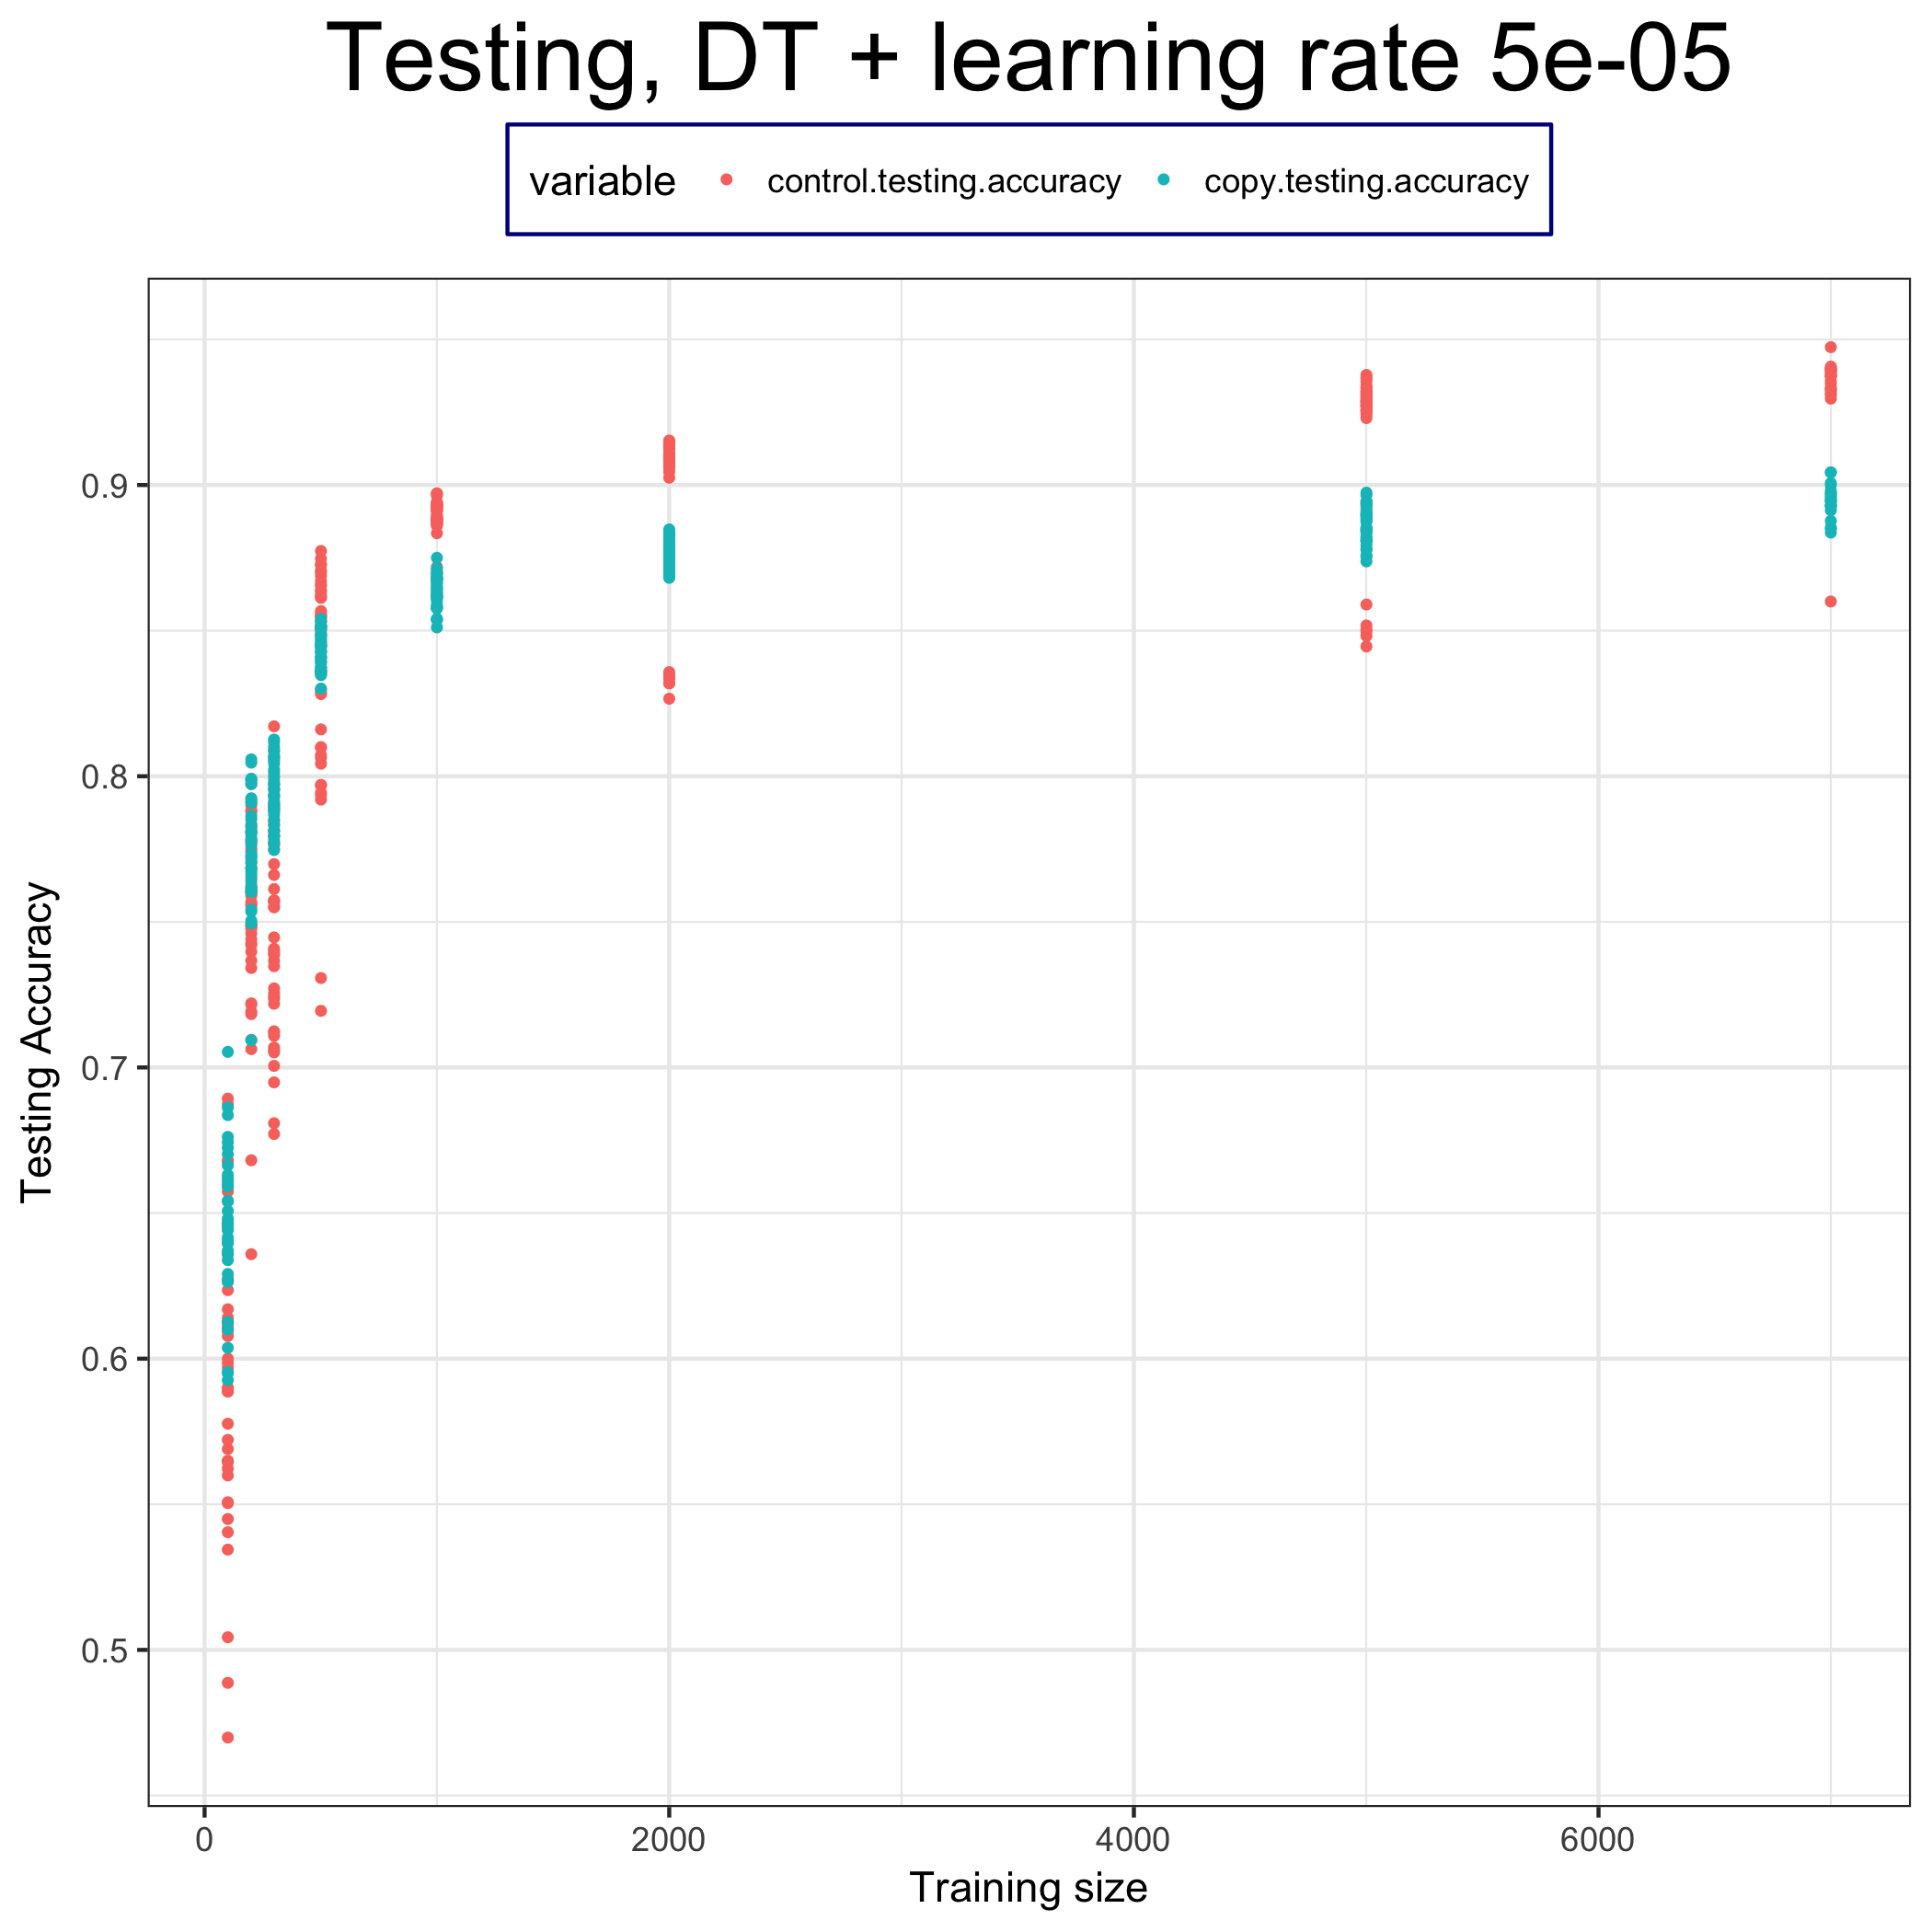 Testing, DT + learning rate 5e-05
variable control.testing.accuracy copy.testing.accuracy
Testing Accuracy
0.9
0.8
0.7
0.6
0.5
0 2000 4000 6000
Training size